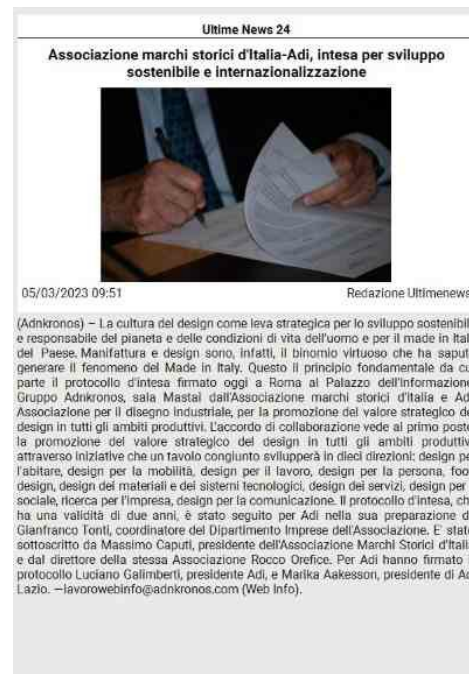 Ultime News 24
Associazione marchi storici d'Italia-Adi, intesa per sviluppo
sostenibile e internazionalizzazione
05/03/2023 09:51
Redazione Ultimenews
(Adnkronos) – La cultura del design come leva strategica per lo sviluppo sostenibil
e responsabile del pianeta e delle condizioni di vita dell'uomo e per il made in Ital
del Paese. Manifattura e design sono, infatti, il binomio virtuoso che ha saput
generare il fenomeno del Made in Italy. Questo il principio fondamentale da cu
parte il protocollo d'intesa firmato oggi a Roma al Palazzo dell'Informazione
Gruppo Adnkronos, sala Mastai dall'Associazione marchi storici d'Italia e Ad
Associazione per il disegno industriale, per la promozione del valore strategico de
design in tutti gli ambiti produttivi. L'accordo di collaborazione vede al primo posto
la promozione del valore strategico del design in tutti gli ambiti produttiv
attraverso iniziative che un tavolo congiunto svilupperà in dieci direzioni: design pe
l'abitare, design per la mobilità, design per il lavoro, design per la persona, foo
design, design dei materiali e dei sistemi tecnologici, design dei servizi, design per
sociale, ricerca per l'impresa, design per la comunicazione. Il protocollo d'intesa, ch
ha una validità di due anni, è stato seguito per Adi nella sua preparazione d
Gianfranco Tonti, coordinatore del Dipartimento Imprese dell'Associazione. E' stato
sottoscritto da Massimo Caputi, presidente dell'Associazione Marchi Storici d'Itali
e dal direttore della stessa Associazione Rocco Orefice. Per Adi hanno firmato i
protocollo Luciano Galimberti, presidente Adi, e Marika Aakesson, presidente di Ad
Lazio. —lavorowebinfo@adnkronos.com (Web Info).